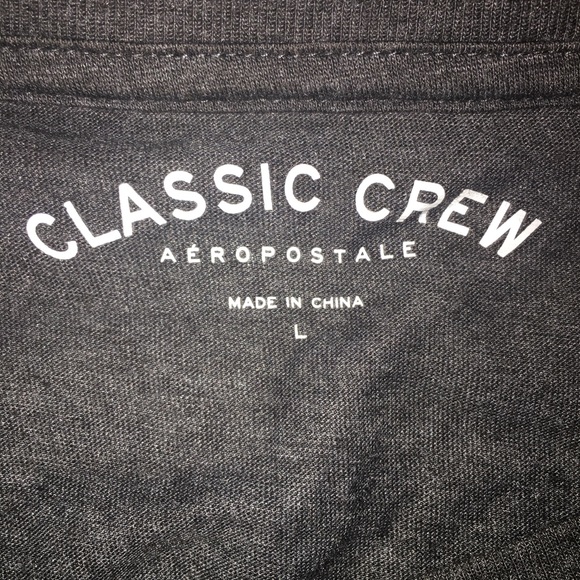 CLASSIC CREW
AÉROPOSTALE
MADE IN CHINA
L